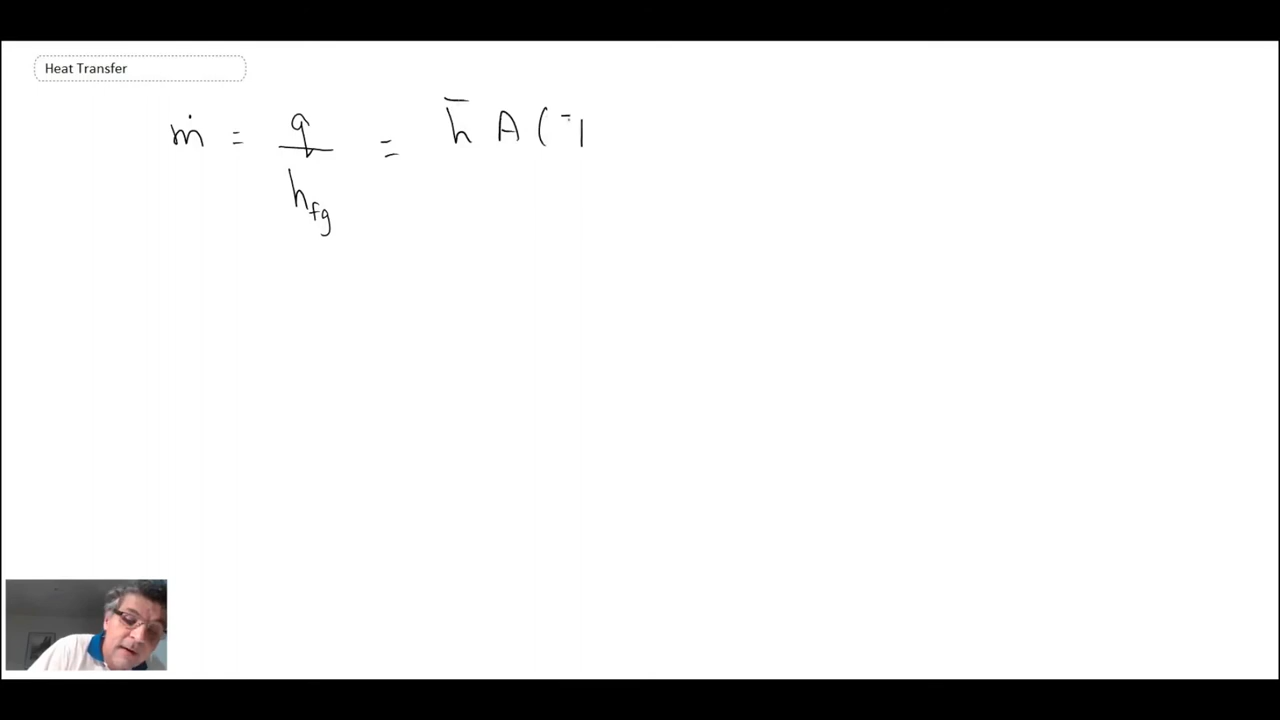 Heat Transfer
ṁ = q / h_fg = h̄ A ( T